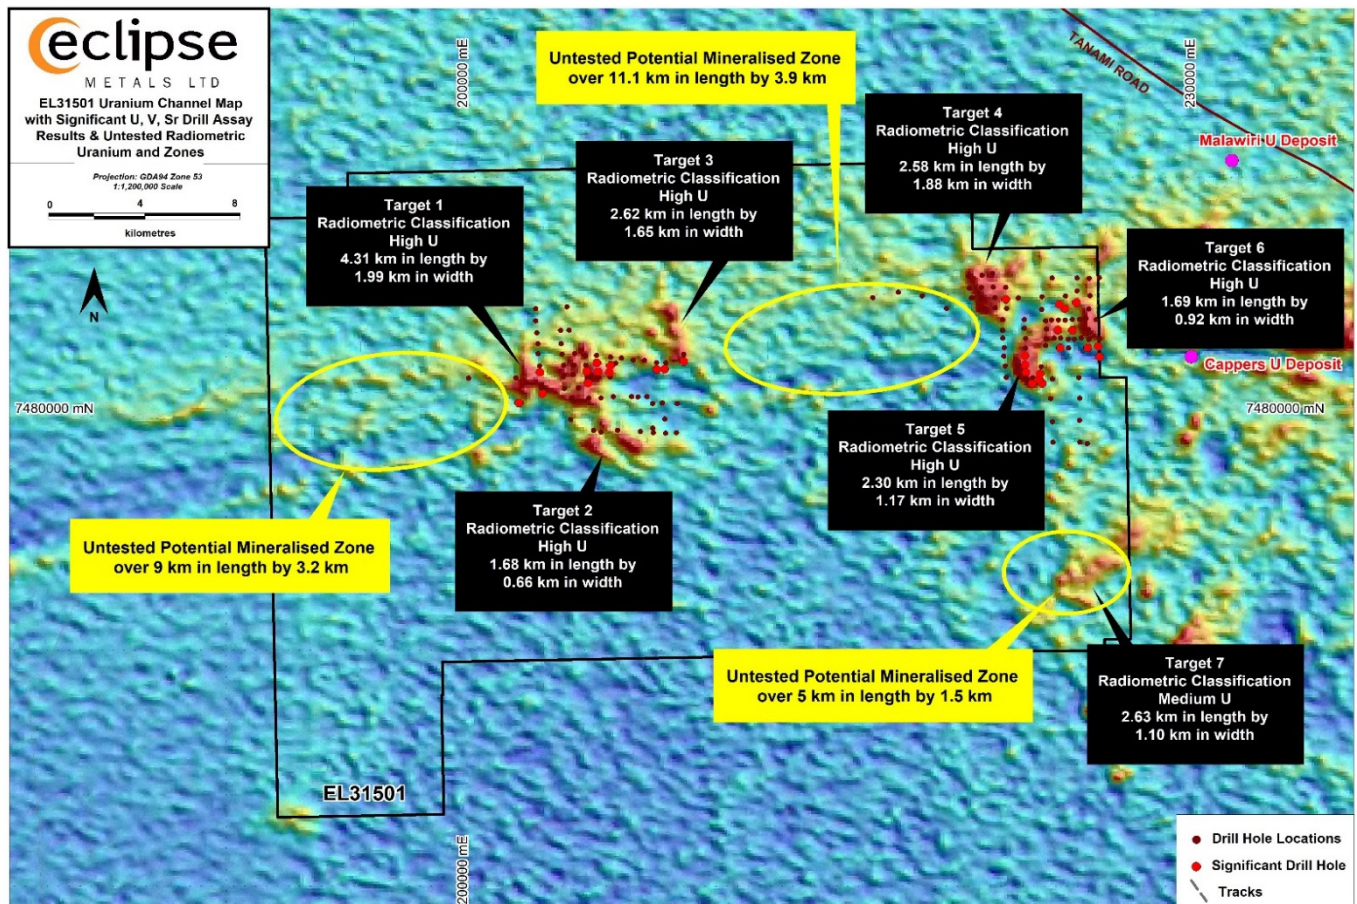 eclipse
METALS LTD
EL31501 Uranium Channel Map
with Significant U, V, Sr Drill Assay
Results & Untested Radiometric
Uranium and Zones
Projection: GDA94 Zone 53
1:1,200,000 Scale
0 4 8
kilometres
N
200000 mE
230000 mE
TANAMI ROAD
Malawiri U Deposit
Untested Potential Mineralised Zone
over 11.1 km in length by 3.9 km
Target 4
Radiometric Classification
High U
2.58 km in length by
1.88 km in width
Target 3
Radiometric Classification
High U
2.62 km in length by
1.65 km in width
Target 1
Radiometric Classification
High U
4.31 km in length by
1.99 km in width
Target 6
Radiometric Classification
High U
1.69 km in length by
0.92 km in width
Cappers U Deposit
7480000 mN
7480000 mN
Target 5
Radiometric Classification
High U
2.30 km in length by
1.17 km in width
Target 2
Radiometric Classification
High U
1.68 km in length by
0.66 km in width
Untested Potential Mineralised Zone
over 9 km in length by 3.2 km
Untested Potential Mineralised Zone
over 5 km in length by 1.5 km
Target 7
Radiometric Classification
Medium U
2.63 km in length by
1.10 km in width
EL31501
200000 mE
Drill Hole Locations
Significant Drill Hole
Tracks